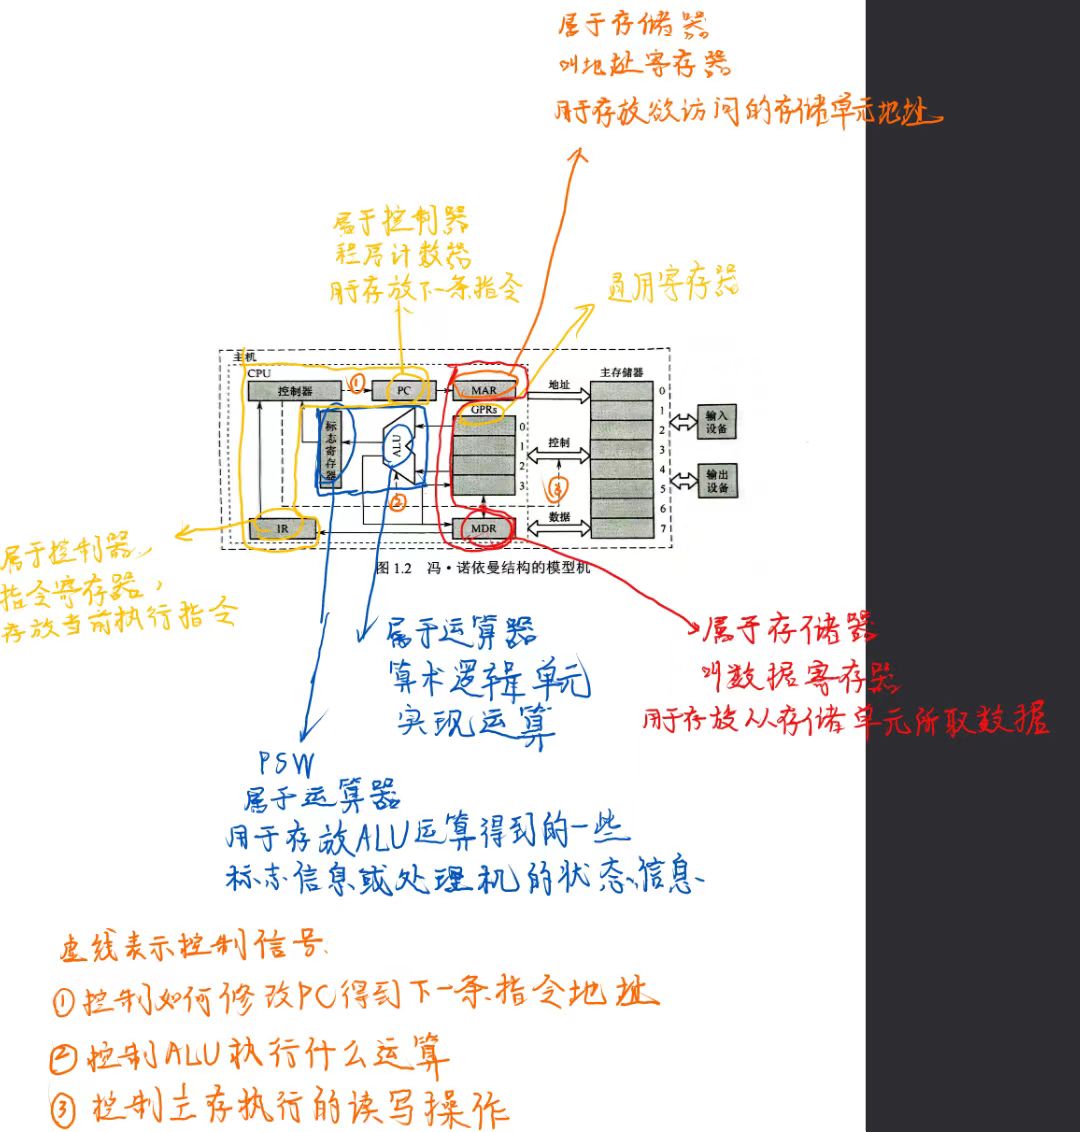 属于存储器
叫地址寄存器
用于存放欲访问的存储单元地址
属于控制器
程序计数器
用于存放下一条指令
通用寄存器
主机
CPU
控制器
①
PC
MAR
地址
主存储器
GPRs
标志寄存器
ALU
0
1
2
3
控制
②
③
0
1
2
3
4
5
6
7
输入设备
输出设备
IR
MDR
数据
图1.2 冯·诺依曼结构的模型机
属于控制器,
指令寄存器,
存放当前执行指令
属于运算器
算术逻辑单元
实现运算
属于存储器
叫数据寄存器
用于存放从存储单元所取数据
PSW
属于运算器
用于存放ALU运算得到的一些
标志信息或处理机的状态信息
虚线表示控制信号.
①控制如何修改PC得到下一条指令地址
②控制ALU执行什么运算
③控制主存执行的读写操作